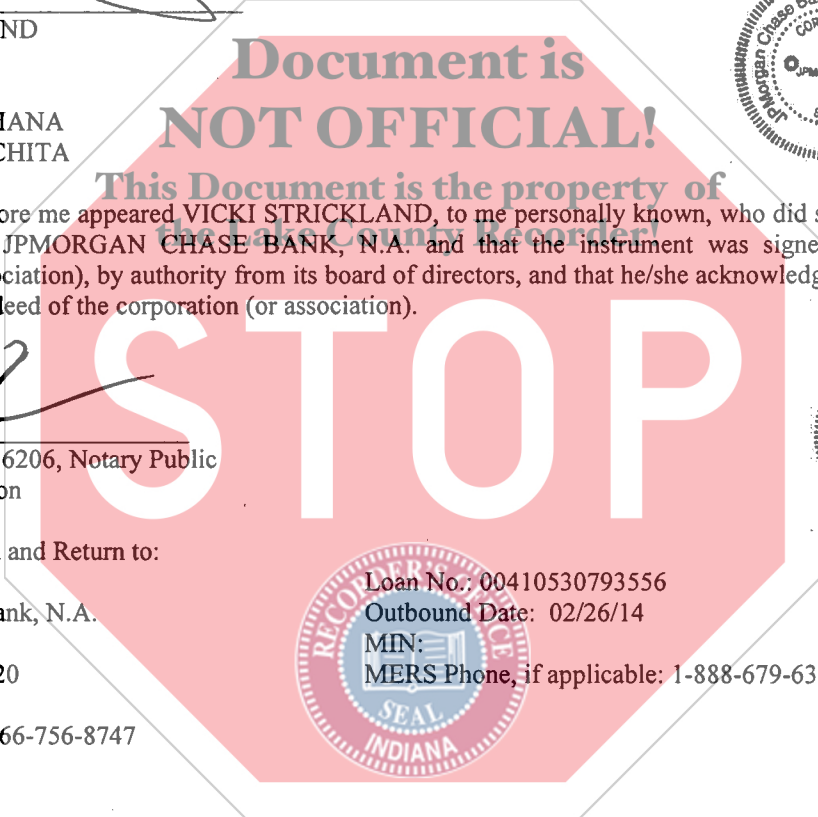 ND
Document is
NOT OFFICIAL!
IANA
CHITA
This Document is the property of
the Lake County Recorder!
ore me appeared VICKI STRICKLAND, to me personally known, who did s
JPMORGAN CHASE BANK, N.A. and that the instrument was signe
ciation), by authority from its board of directors, and that he/she acknowledg
leed of the corporation (or association).
STOP
6206, Notary Public
on
and Return to:
Loan No.: 00410530793556
ank, N.A.
Outbound Date: 02/26/14
MIN:
20
MERS Phone, if applicable: 1-888-679-63
66-756-8747
RECORDER'S OFFICE
SEAL
INDIANA
JPMorgan Chase Ba
COR
JPM